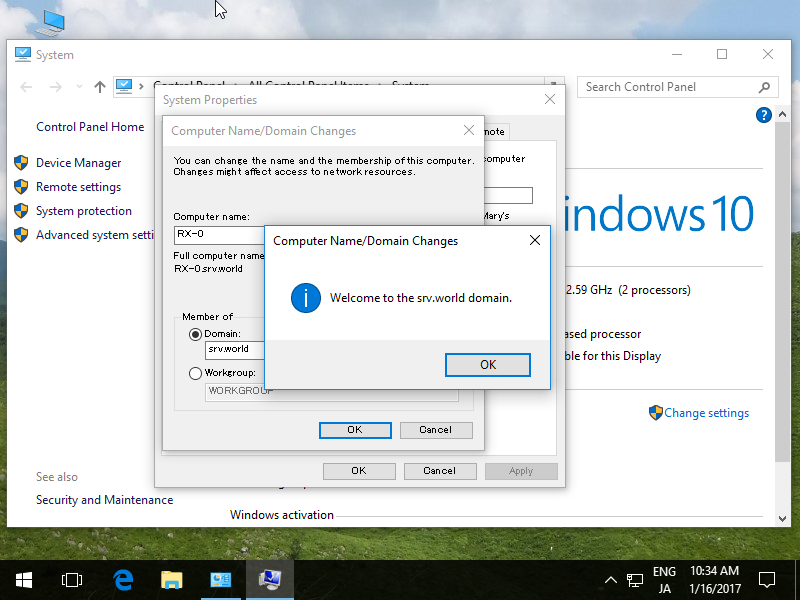 System
Control Panel > All Control Panel Items > System
Search Control Panel
System Properties
Control Panel Home
Device Manager
Remote settings
System protection
Advanced system setti
Computer Name/Domain Changes
mote
You can change the name and the membership of this computer.
Changes might affect access to network resources.
computer
Computer name:
RX-0
Mary's
Full computer name
RX-0.srv.world
Member of
Domain:
srv.world
Workgroup:
WORKGROUP
OK
Cancel
Computer Name/Domain Changes
Welcome to the srv.world domain.
OK
OK
Cancel
Apply
?
indows 10
2.59 GHz (2 processors)
ased processor
ble for this Display
Change settings
See also
Security and Maintenance
Windows activation
ENG
JA
10:34 AM
1/16/2017